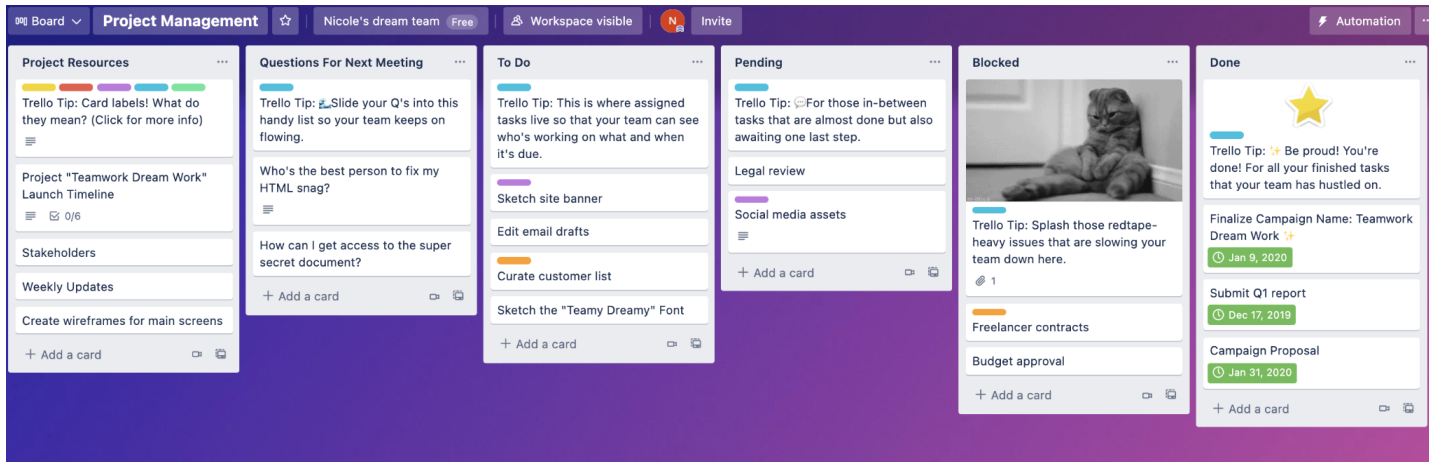 Board
Project Management
Nicole's dream team Free
Workspace visible
N
Invite
Automation
Project Resources
Trello Tip: Card labels! What do
they mean? (Click for more info)
Project "Teamwork Dream Work"
Launch Timeline
0/6
Stakeholders
Weekly Updates
Create wireframes for main screens
+ Add a card
Questions For Next Meeting
Trello Tip: 🌊Slide your Q's into this
handy list so your team keeps on
flowing.
Who's the best person to fix my
HTML snag?
How can I get access to the super
secret document?
+ Add a card
To Do
Trello Tip: This is where assigned
tasks live so that your team can see
who's working on what and when
it's due.
Sketch site banner
Edit email drafts
Curate customer list
Sketch the "Teamy Dreamy" Font
+ Add a card
Pending
Trello Tip: 💬For those in-between
tasks that are almost done but also
awaiting one last step.
Legal review
Social media assets
+ Add a card
Blocked
Trello Tip: Splash those redtape-
heavy issues that are slowing your
team down here.
1
Freelancer contracts
Budget approval
+ Add a card
Done
Trello Tip: ✨ Be proud! You're
done! For all your finished tasks
that your team has hustled on.
Finalize Campaign Name: Teamwork
Dream Work ✨
Jan 9, 2020
Submit Q1 report
Dec 17, 2019
Campaign Proposal
Jan 31, 2020
+ Add a card